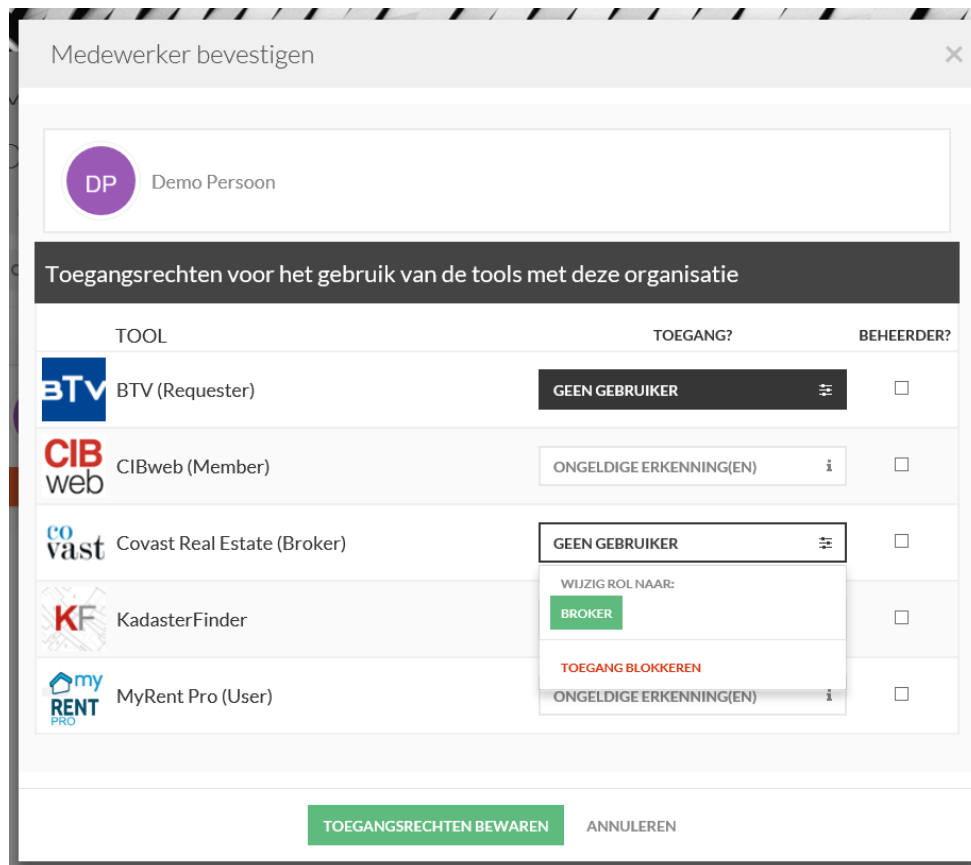 Medewerker bevestigen ×
DP Demo Persoon
Toegangsrechten voor het gebruik van de tools met deze organisatie
TOOL TOEGANG? BEHEERDER?
BTV BTV (Requester) GEEN GEBRUIKER
CIB
web CIBweb (Member) ONGELDIGE ERKENNING(EN) i
co
vast Covast Real Estate (Broker) GEEN GEBRUIKER
WIJZIG ROL NAAR:
BROKER
KF KadasterFinder
TOEGANG BLOKKEREN
my
RENT
PRO MyRent Pro (User) ONGELDIGE ERKENNING(EN) i
TOEGANGSRECHTEN BEWAREN ANNULEREN